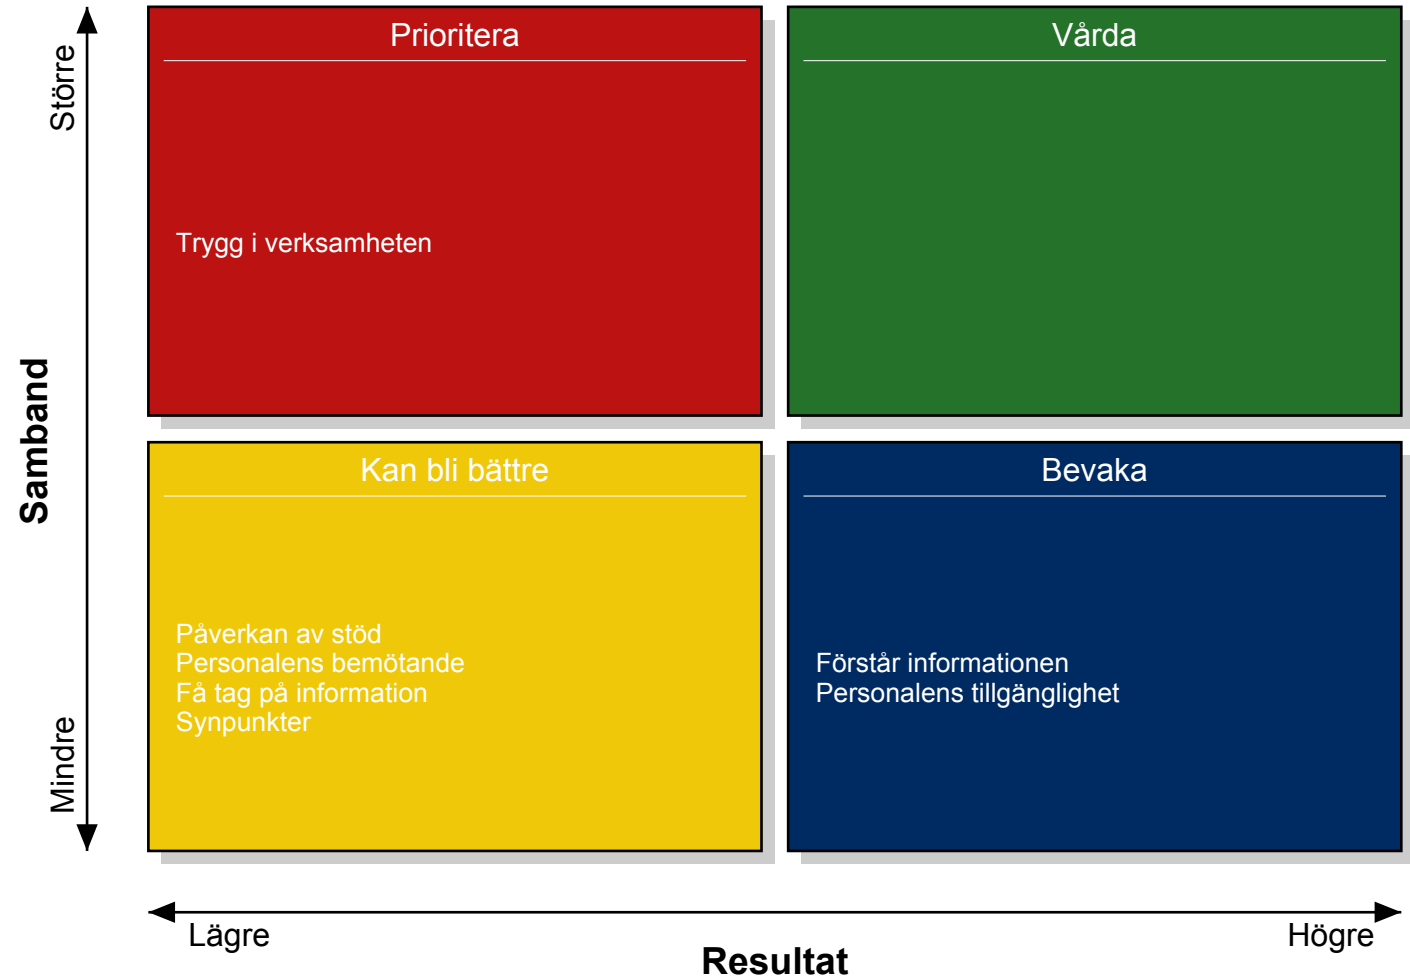 Större
Samband
Mindre
Prioritera
Trygg i verksamheten
Vårda
Kan bli bättre
Påverkan av stöd
Personalens bemötande
Få tag på information
Synpunkter
Bevaka
Förstår informationen
Personalens tillgänglighet
Lägre
Högre
Resultat